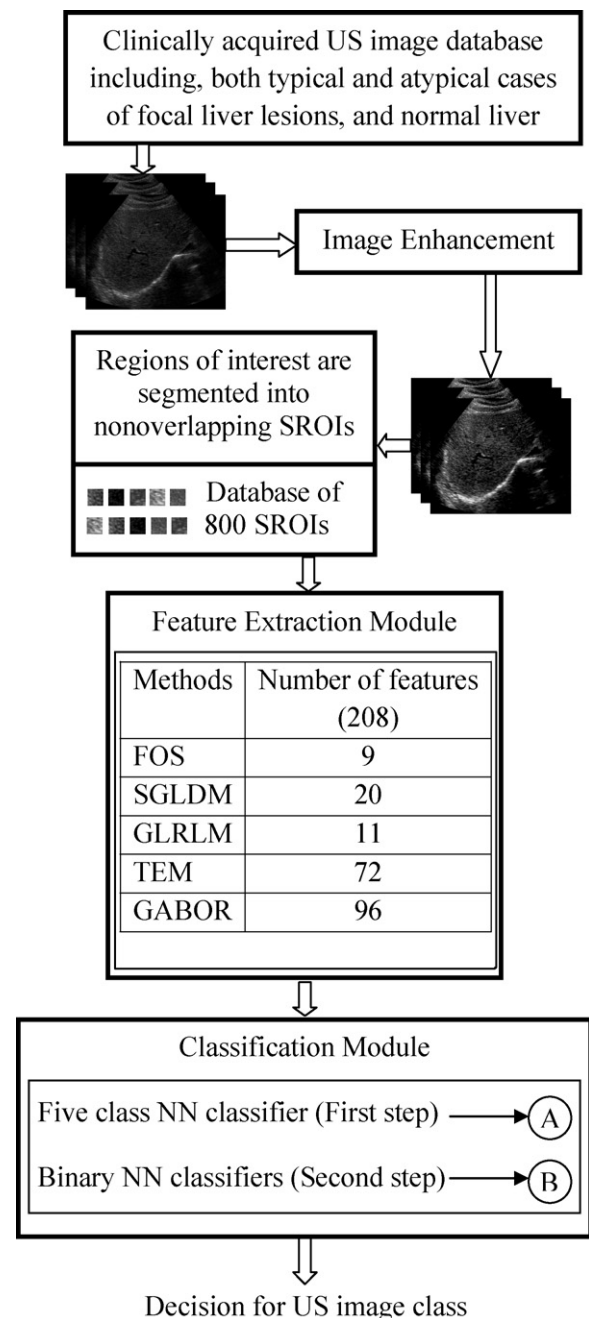 Clinically acquired US image database
including, both typical and atypical cases
of focal liver lesions, and normal liver
Image Enhancement
Regions of interest are
segmented into
nonoverlapping SROIs
Database of
800 SROIs
Feature Extraction Module
Methods Number of features
(208)
FOS 9
SGLDM 20
GLRLM 11
TEM 72
GABOR 96
Classification Module
Five class NN classifier (First step) A
Binary NN classifiers (Second step) B
Decision for US image class